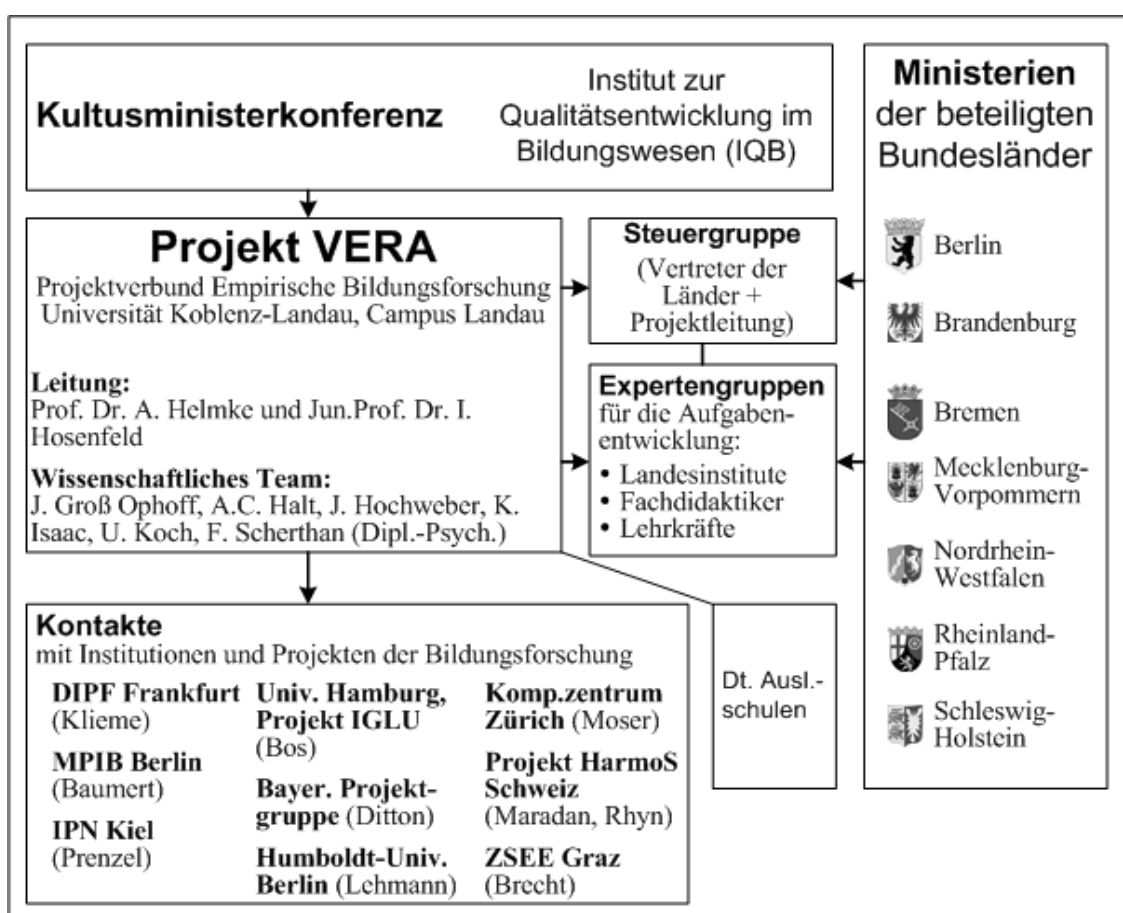 Kultusministerkonferenz
Institut zur
Qualitätsentwicklung im
Bildungswesen (IQB)
Ministerien
der beteiligten
Bundesländer
Berlin
Brandenburg
Bremen
Mecklenburg-
Vorpommern
Nordrhein-
Westfalen
Rheinland-
Pfalz
Schleswig-
Holstein
Projekt VERA
Projektverbund Empirische Bildungsforschung
Universität Koblenz-Landau, Campus Landau
Leitung:
Prof. Dr. A. Helmke und Jun.Prof. Dr. I.
Hosenfeld
Wissenschaftliches Team:
J. Groß Ophoff, A.C. Halt, J. Hochweber, K.
Isaac, U. Koch, F. Scherthan (Dipl.-Psych.)
Steuergruppe
(Vertreter der
Länder +
Projektleitung)
Expertengruppen
für die Aufgaben-
entwicklung:
• Landesinstitute
• Fachdidaktiker
• Lehrkräfte
Kontakte
mit Institutionen und Projekten der Bildungsforschung
DIPF Frankfurt
(Klieme)
MPIB Berlin
(Baumert)
IPN Kiel
(Prenzel)
Univ. Hamburg,
Projekt IGLU
(Bos)
Bayer. Projekt-
gruppe (Ditton)
Humboldt-Univ.
Berlin (Lehmann)
Komp.zentrum
Zürich (Moser)
Projekt HarmoS
Schweiz
(Maradan, Rhyn)
ZSEE Graz
(Brecht)
Dt. Ausl.-
schulen